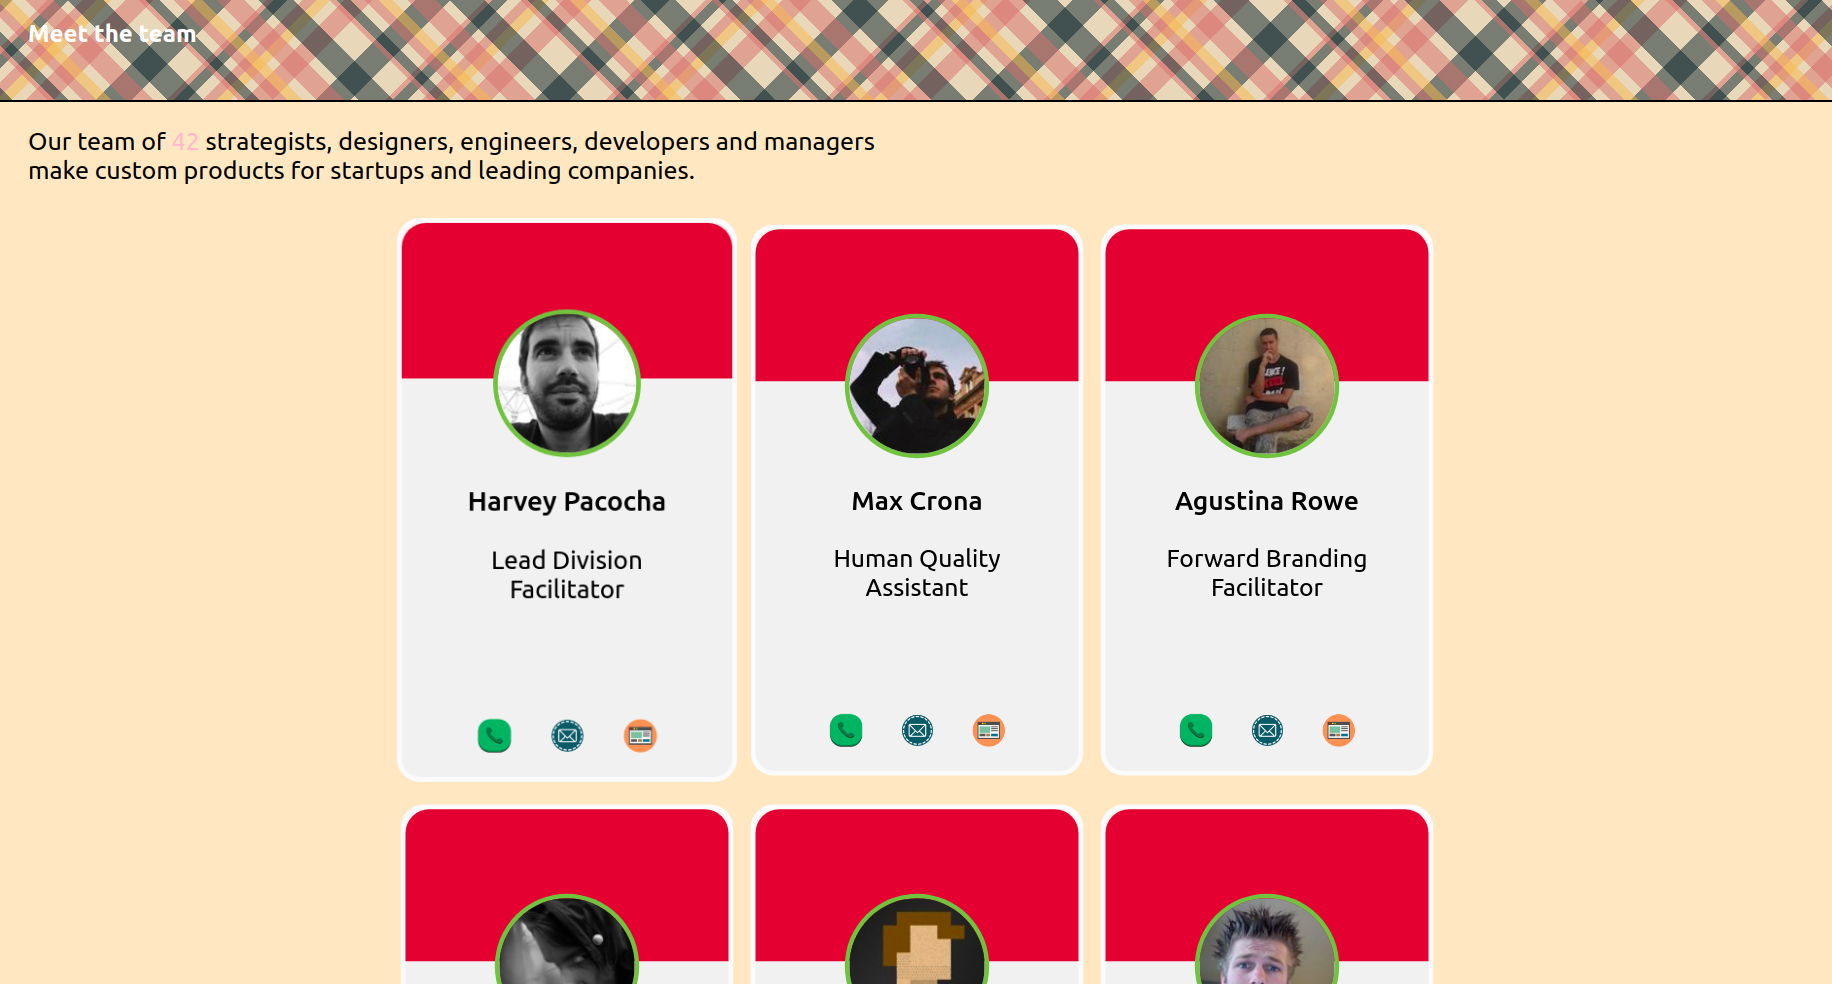 Meet the team
Our team of 42 strategists, designers, engineers, developers and managers
make custom products for startups and leading companies.
Harvey Pacocha
Lead Division
Facilitator
Max Crona
Human Quality
Assistant
Agustina Rowe
Forward Branding
Facilitator